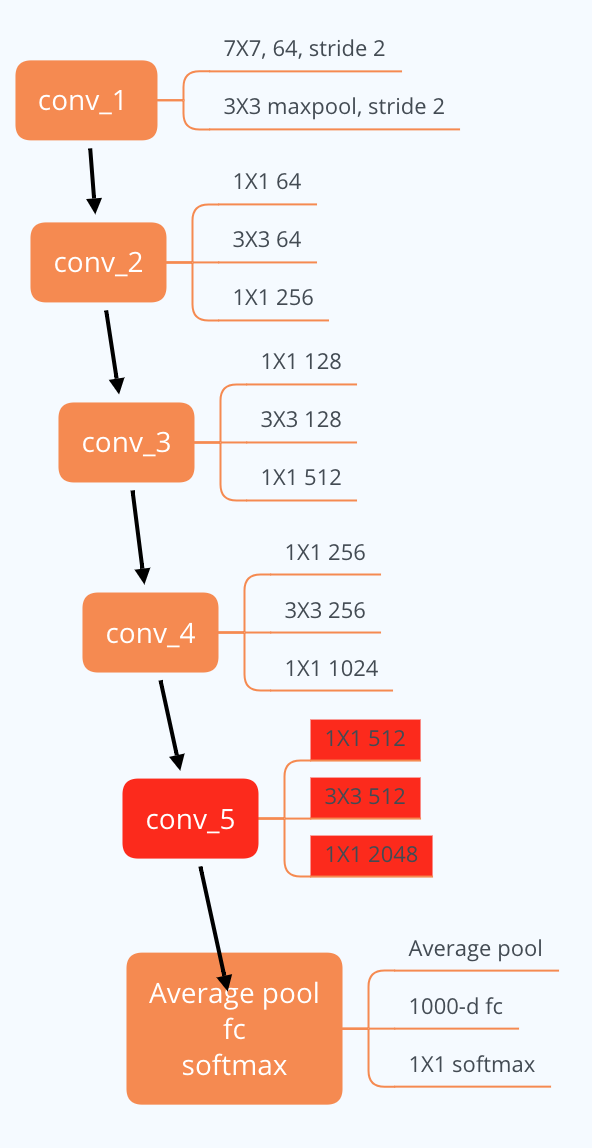 7X7, 64, stride 2
conv_1
3X3 maxpool, stride 2
1X1 64
conv_2
3X3 64
1X1 256
1X1 128
conv_3
3X3 128
1X1 512
1X1 256
conv_4
3X3 256
1X1 1024
1X1 512
conv_5
3X3 512
1X1 2048
Average pool
fc
softmax
Average pool
1000-d fc
1X1 softmax